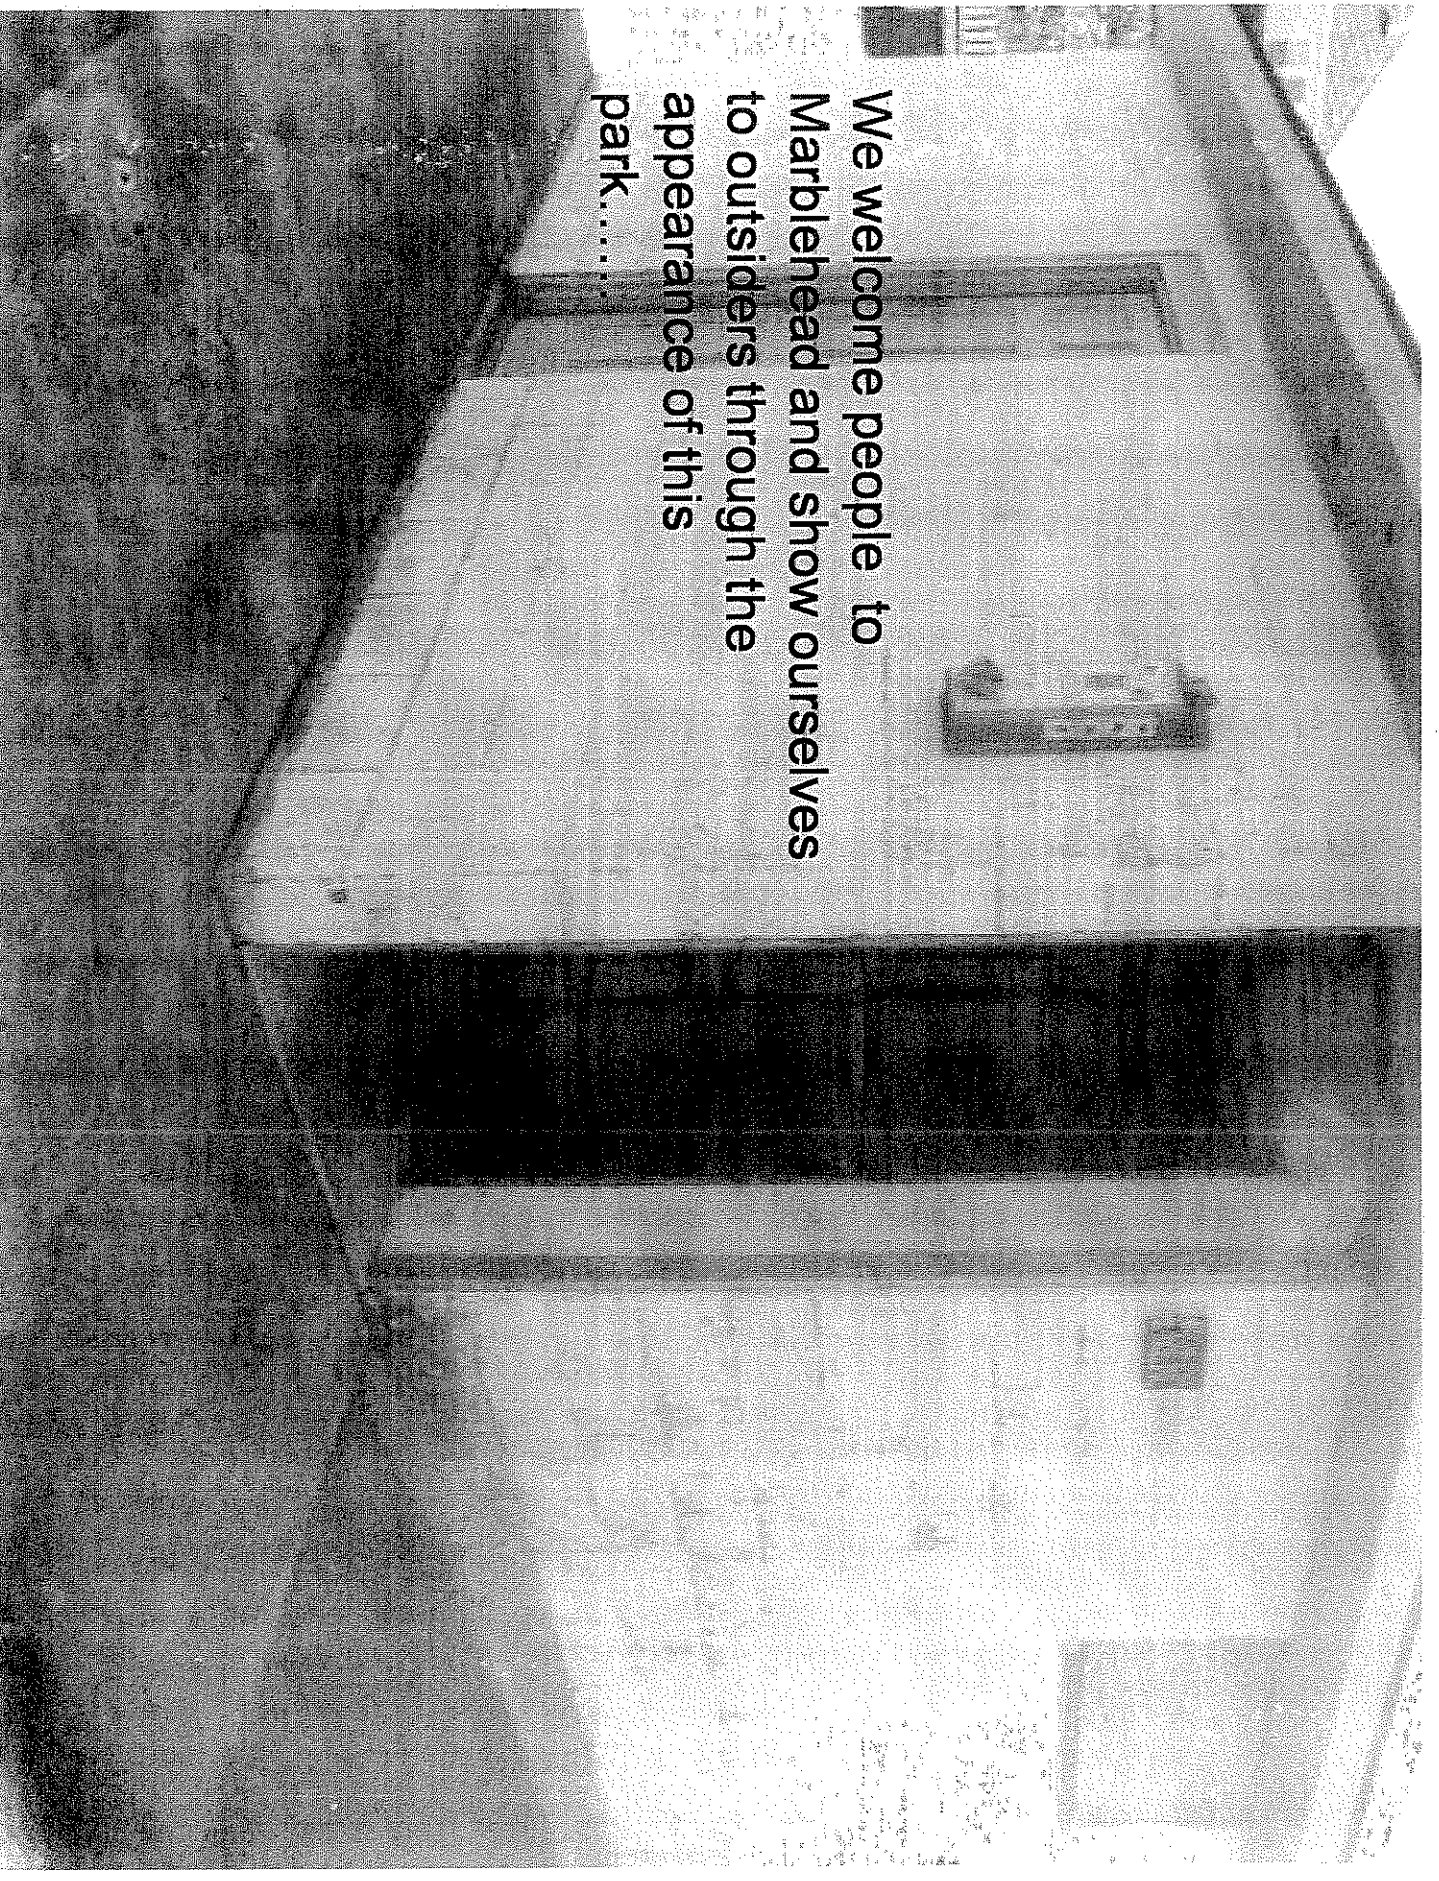 We welcome people to
Marblehead and show ourselves
to outsiders through the
appearance of this
park......